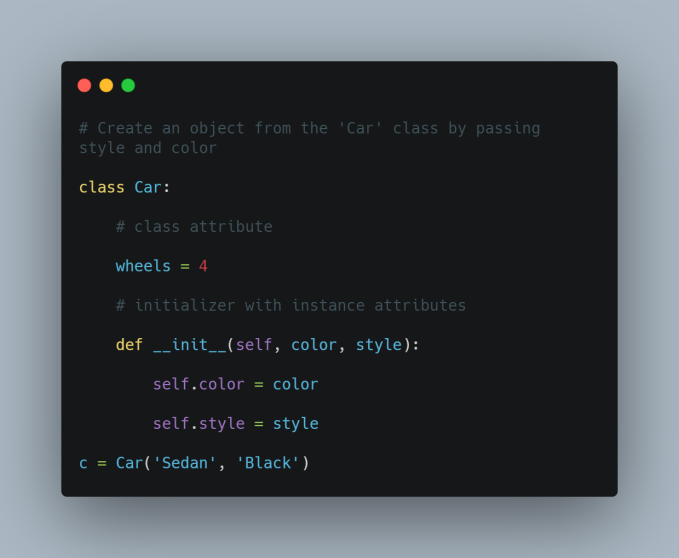 # Create an object from the 'Car' class by passing
style and color
class Car:
    # class attribute
    wheels = 4
    # initializer with instance attributes
    def __init__(self, color, style):
        self.color = color
        self.style = style
c = Car('Sedan', 'Black')